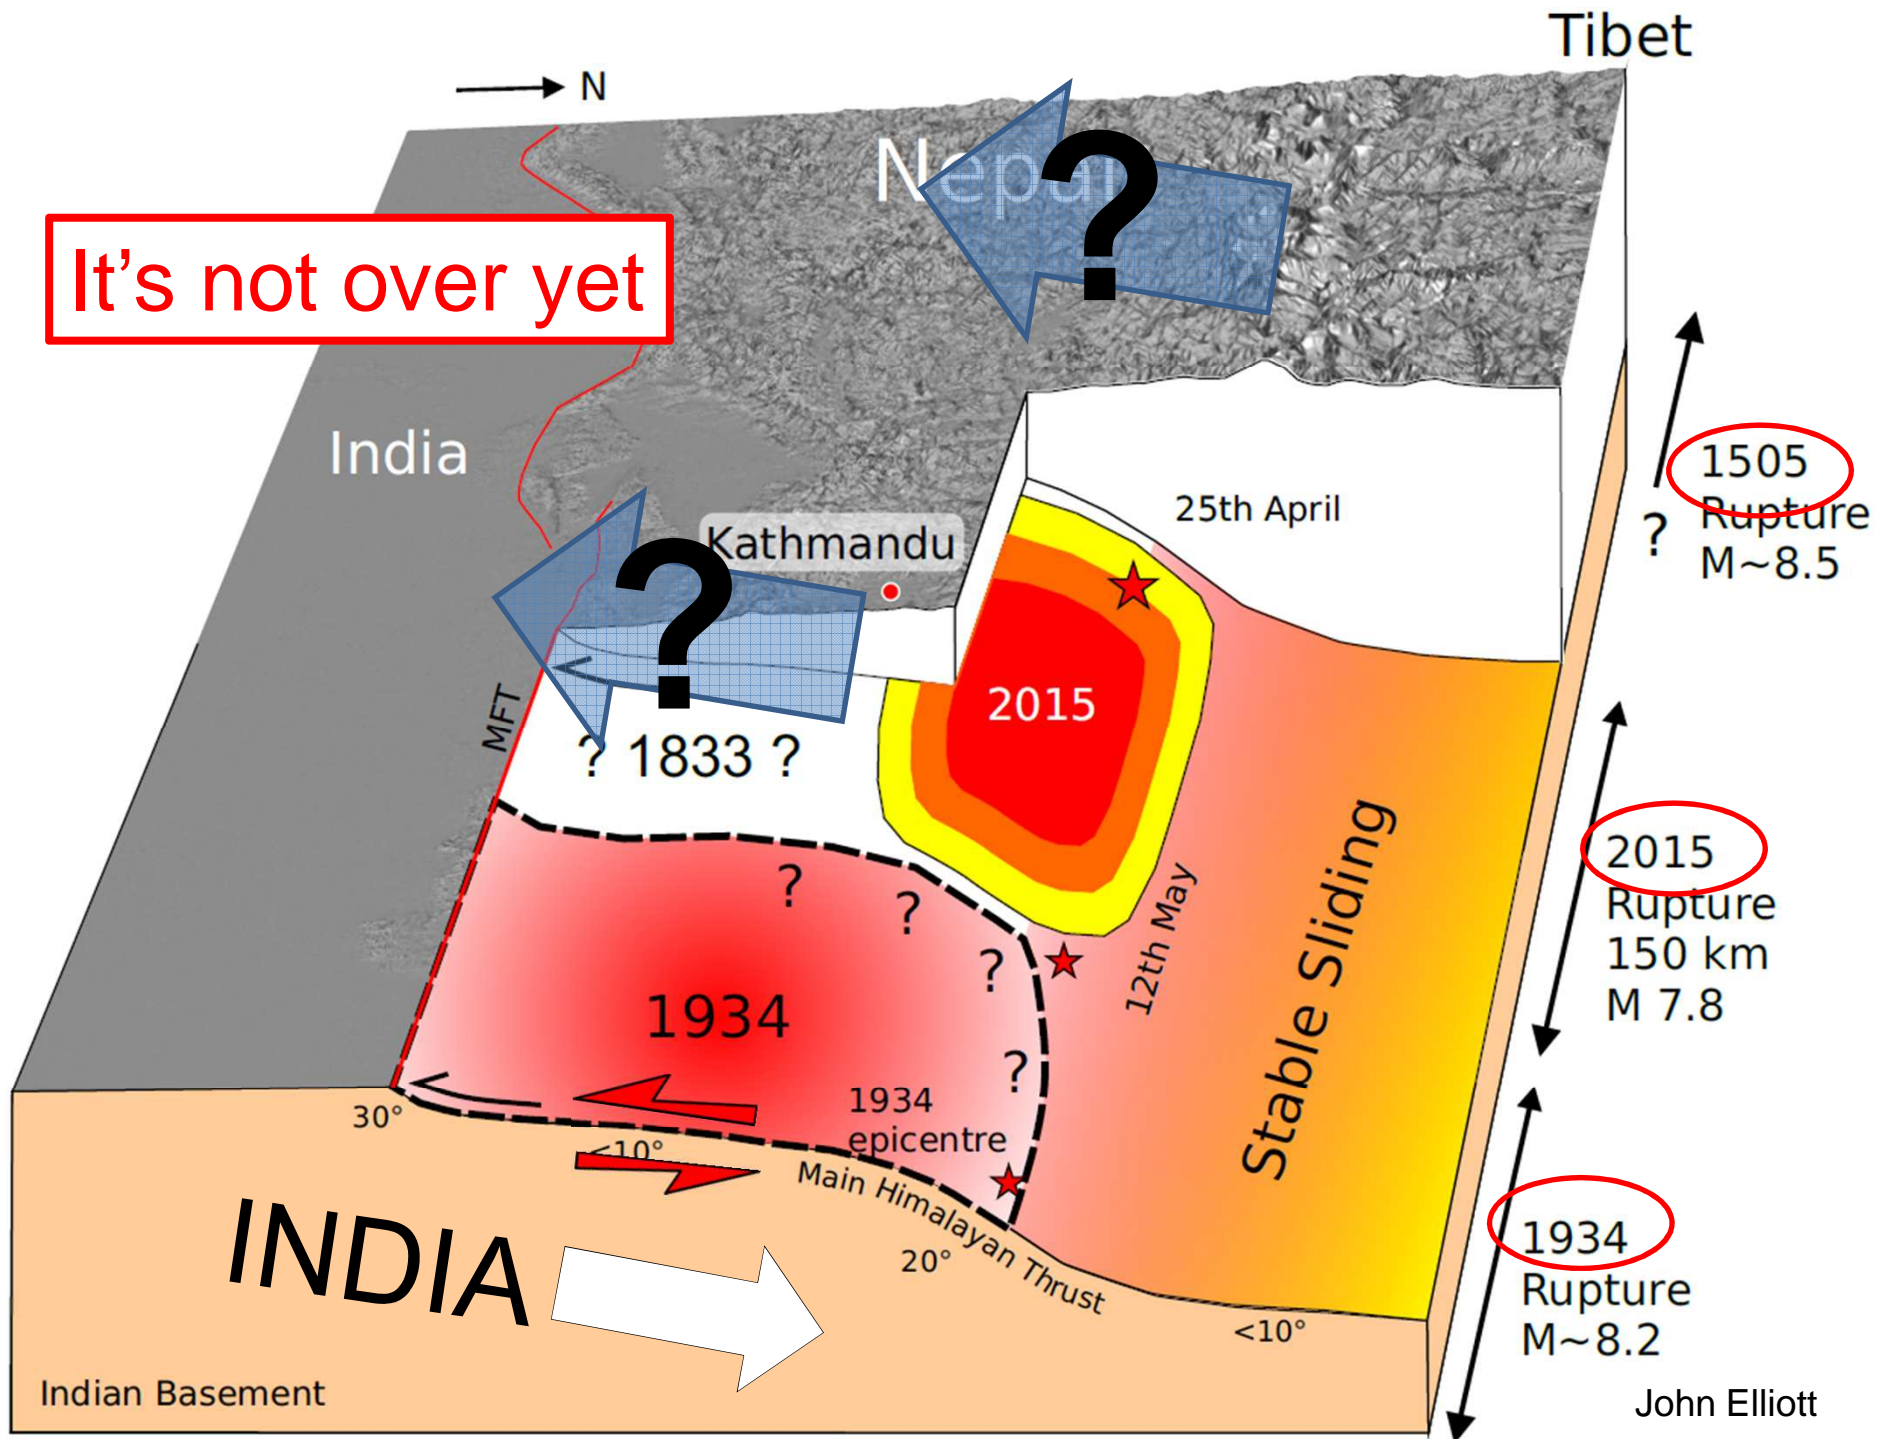 Tibet
N
Nepal
It's not over yet
India
25th April
1505
Rupture
M~8.5
?
?
Kathmandu
?
2015
MFT
? 1833 ?
2015
Rupture
150 km
M 7.8
12th May
Stable Sliding
?
?
?
?
1934
1934
epicentre
30°
<10°
Main Himalayan Thrust
20°
<10°
1934
Rupture
M~8.2
INDIA
Indian Basement
John Elliott